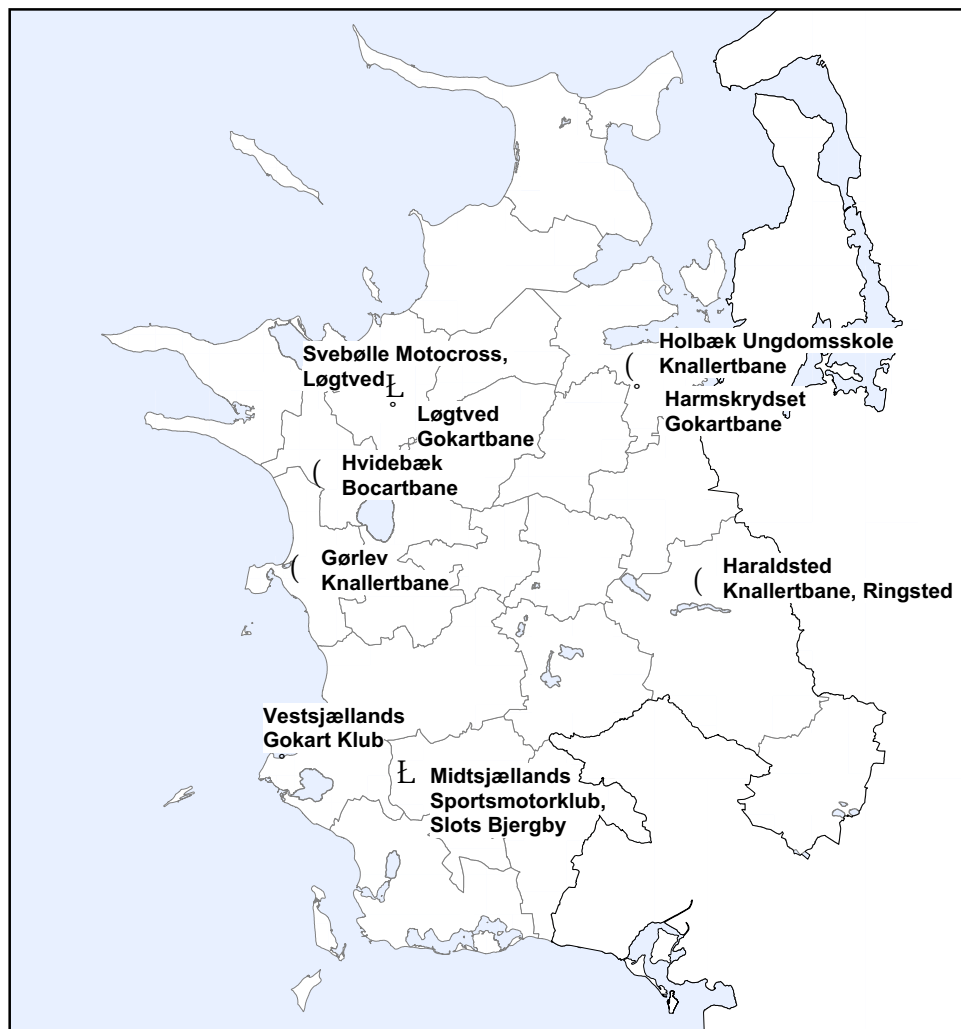 Svebølle Motocross,
Løgtved
Ł
Løgtved
Gokartbane
Holbæk Ungdomsskole
Knallertbane
(
Harmskrydset
Gokartbane
Hvidebæk
Bocartbane
(
Gørlev
Knallertbane
(
Haraldsted
Knallertbane, Ringsted
(
Vestsjællands
Gokart Klub
Ł
Midtsjællands
Sportsmotorklub,
Slots Bjergby